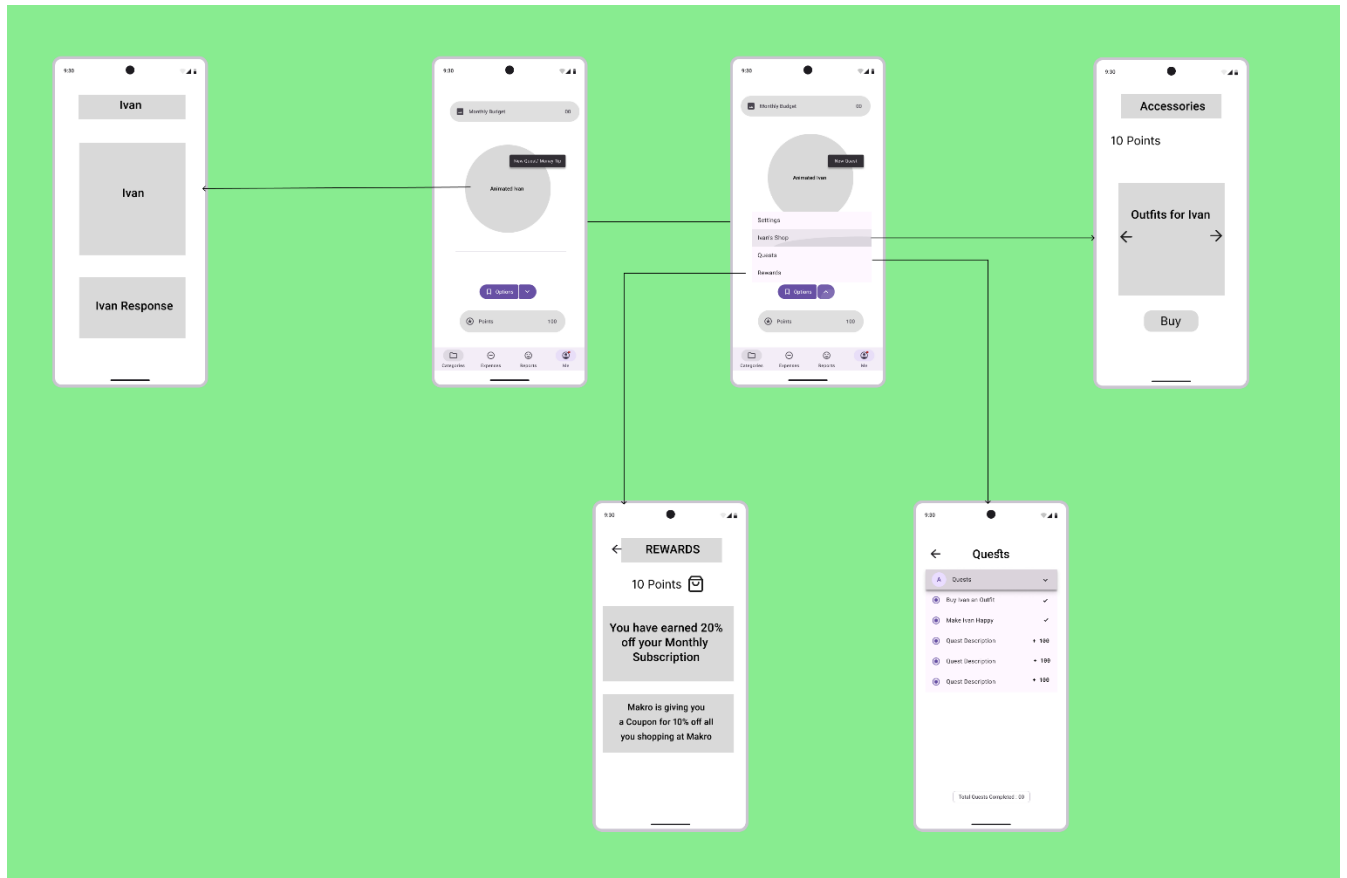 9:30
Ivan
Ivan
Ivan Response
9:30
Monthly Budget 00
New Quest/ Money Tip
Animated Ivan
Options
Points 100
Categories Expenses Reports Me
9:30
Monthly Budget 00
New Quest
Animated Ivan
Settings
Ivan's Shop
Quests
Rewards
Options
Points 100
Categories Expenses Reports Me
9:30
Accessories
10 Points
Outfits for Ivan
Buy
9:30
REWARDS
10 Points
You have earned 20%
off your Monthly
Subscription
Makro is giving you
a Coupon for 10% off all
you shopping at Makro
9:30
Quests
A Quests
Buy Ivan an Outfit
Make Ivan Happy
Quest Description + 100
Quest Description + 100
Quest Description + 100
Total Quests Completed : 00